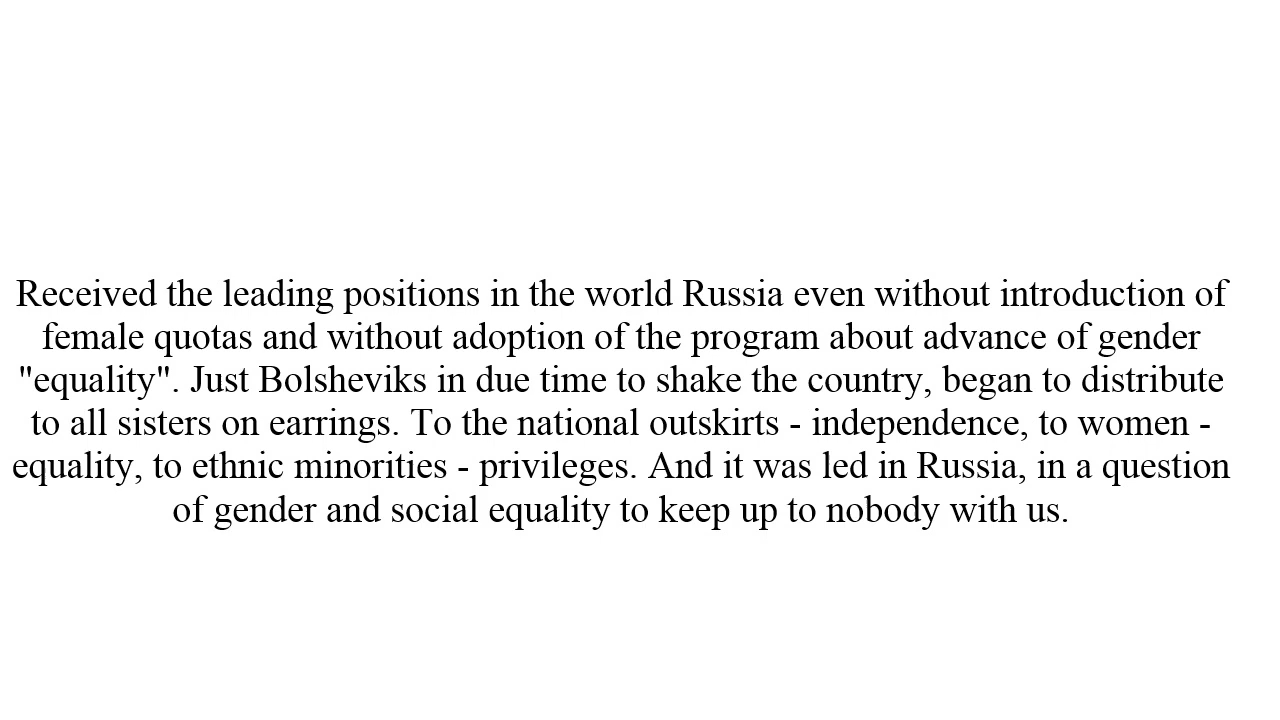 Received the leading positions in the world Russia even without introduction of
female quotas and without adoption of the program about advance of gender
"equality". Just Bolsheviks in due time to shake the country, began to distribute
to all sisters on earrings. To the national outskirts - independence, to women -
equality, to ethnic minorities - privileges. And it was led in Russia, in a question
of gender and social equality to keep up to nobody with us.